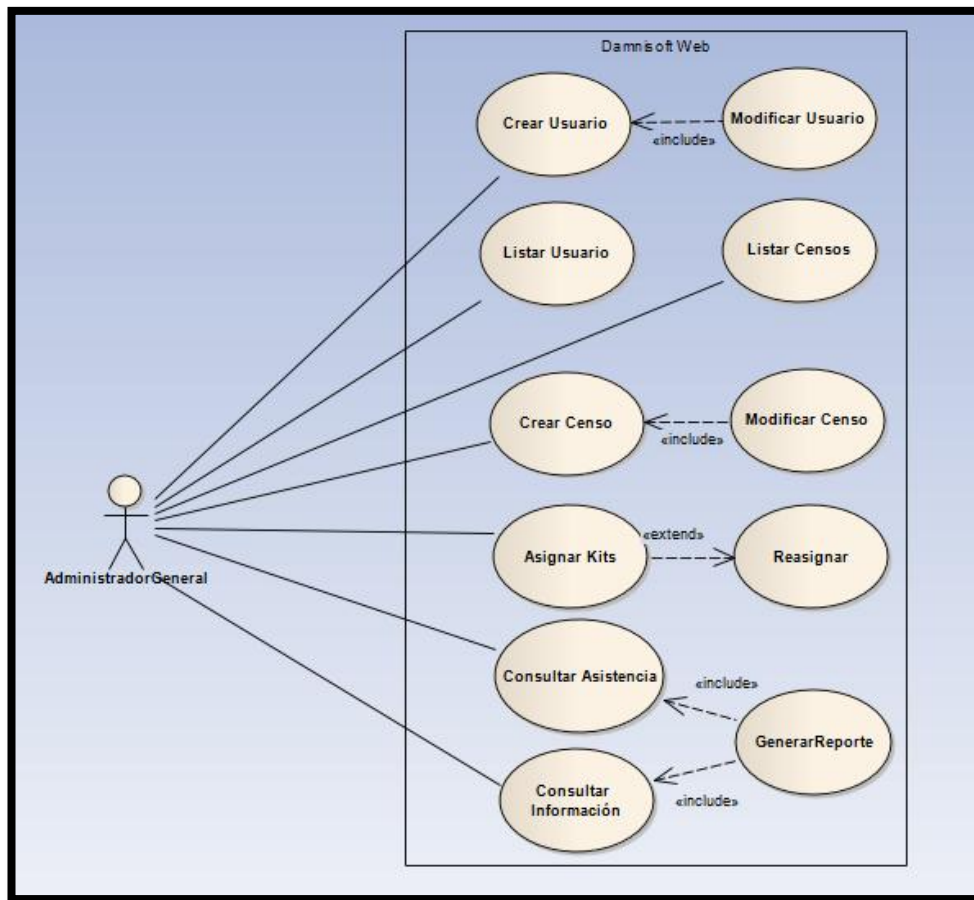 Damnisoft Web
Crear Usuario
«include»
Modificar Usuario
Listar Usuario
Listar Censos
Crear Censo
«include»
Modificar Censo
AdministradorGeneral
Asignar Kits
«extend»
Reasignar
Consultar Asistencia
«include»
GenerarReporte
Consultar
Información
«include»